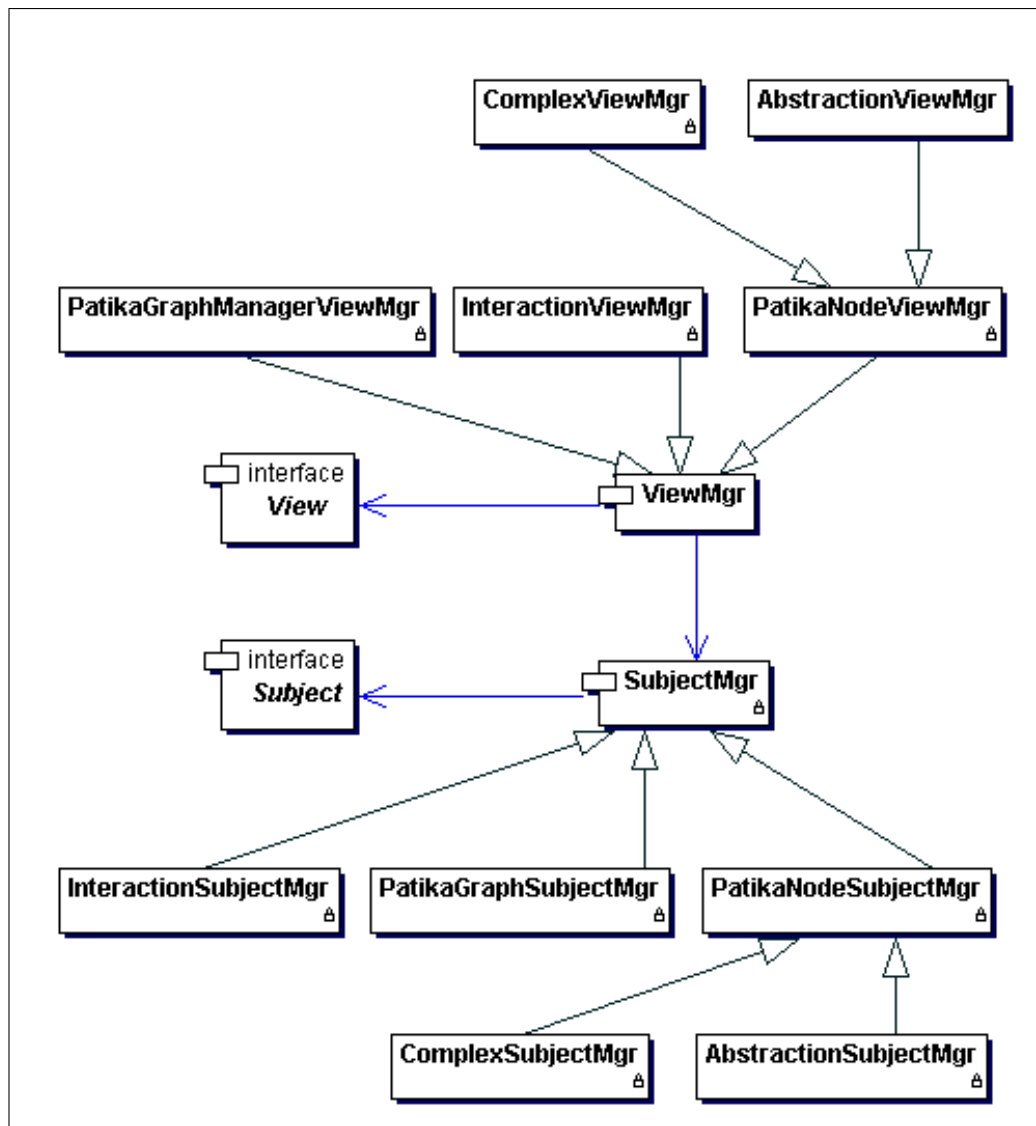 ComplexViewMgr
AbstractionViewMgr
PatikaGraphManagerViewMgr
InteractionViewMgr
PatikaNodeViewMgr
interface
View
ViewMgr
interface
Subject
SubjectMgr
InteractionSubjectMgr
PatikaGraphSubjectMgr
PatikaNodeSubjectMgr
ComplexSubjectMgr
AbstractionSubjectMgr